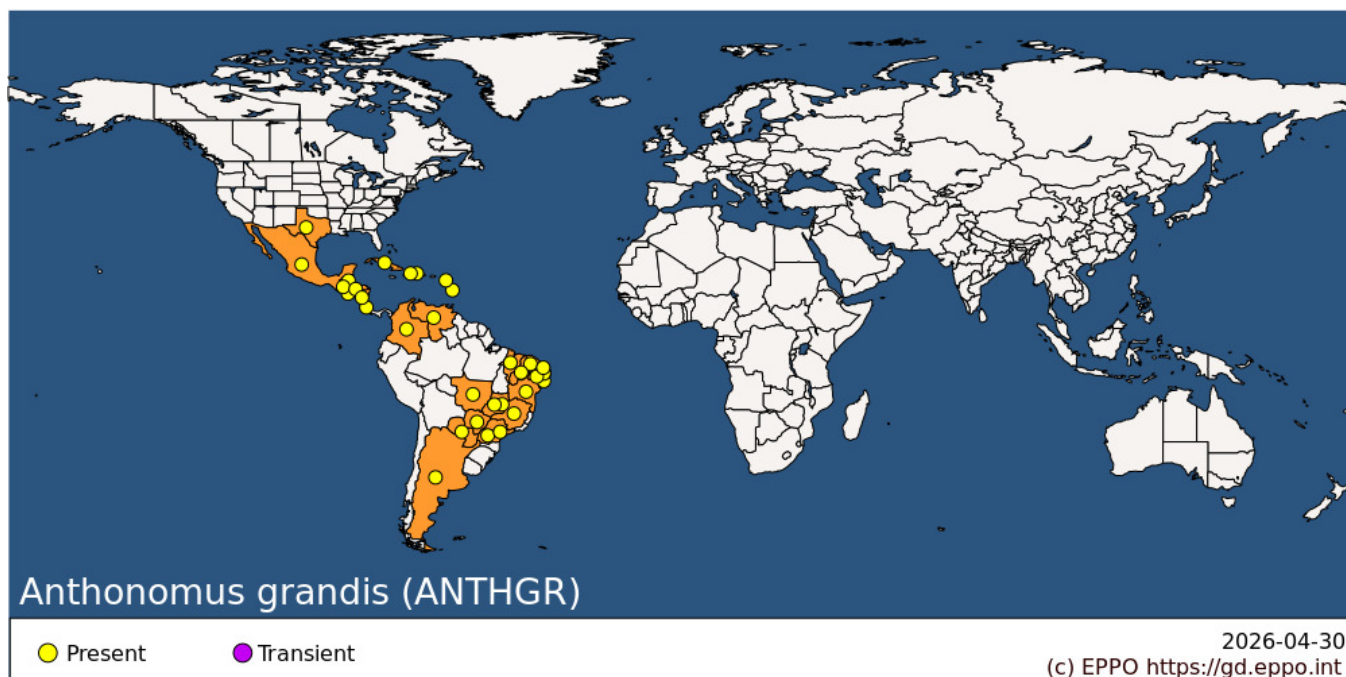 Anthonomus grandis (ANTHGR)
Present
Transient
2026-04-30
(c) EPPO https://gd.eppo.int